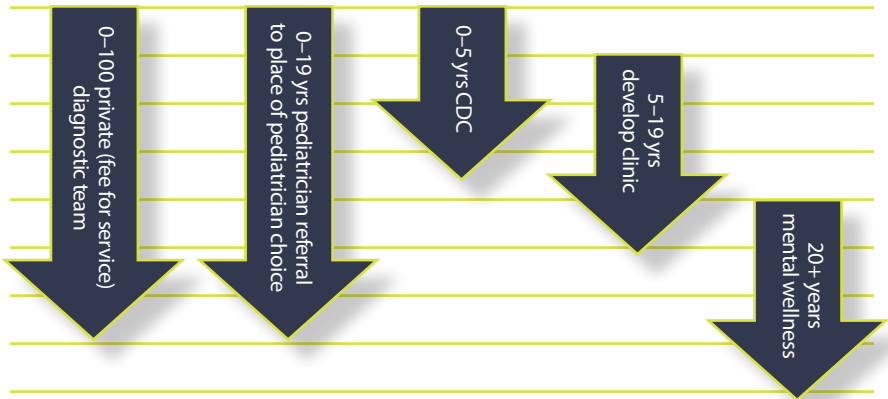 0–100 private (fee for service)
diagnostic team
0–19 yrs pediatrician referral
to place of pediatrician choice
0–5 yrs CDC
5–19 yrs
develop clinic
20+ years
mental wellness